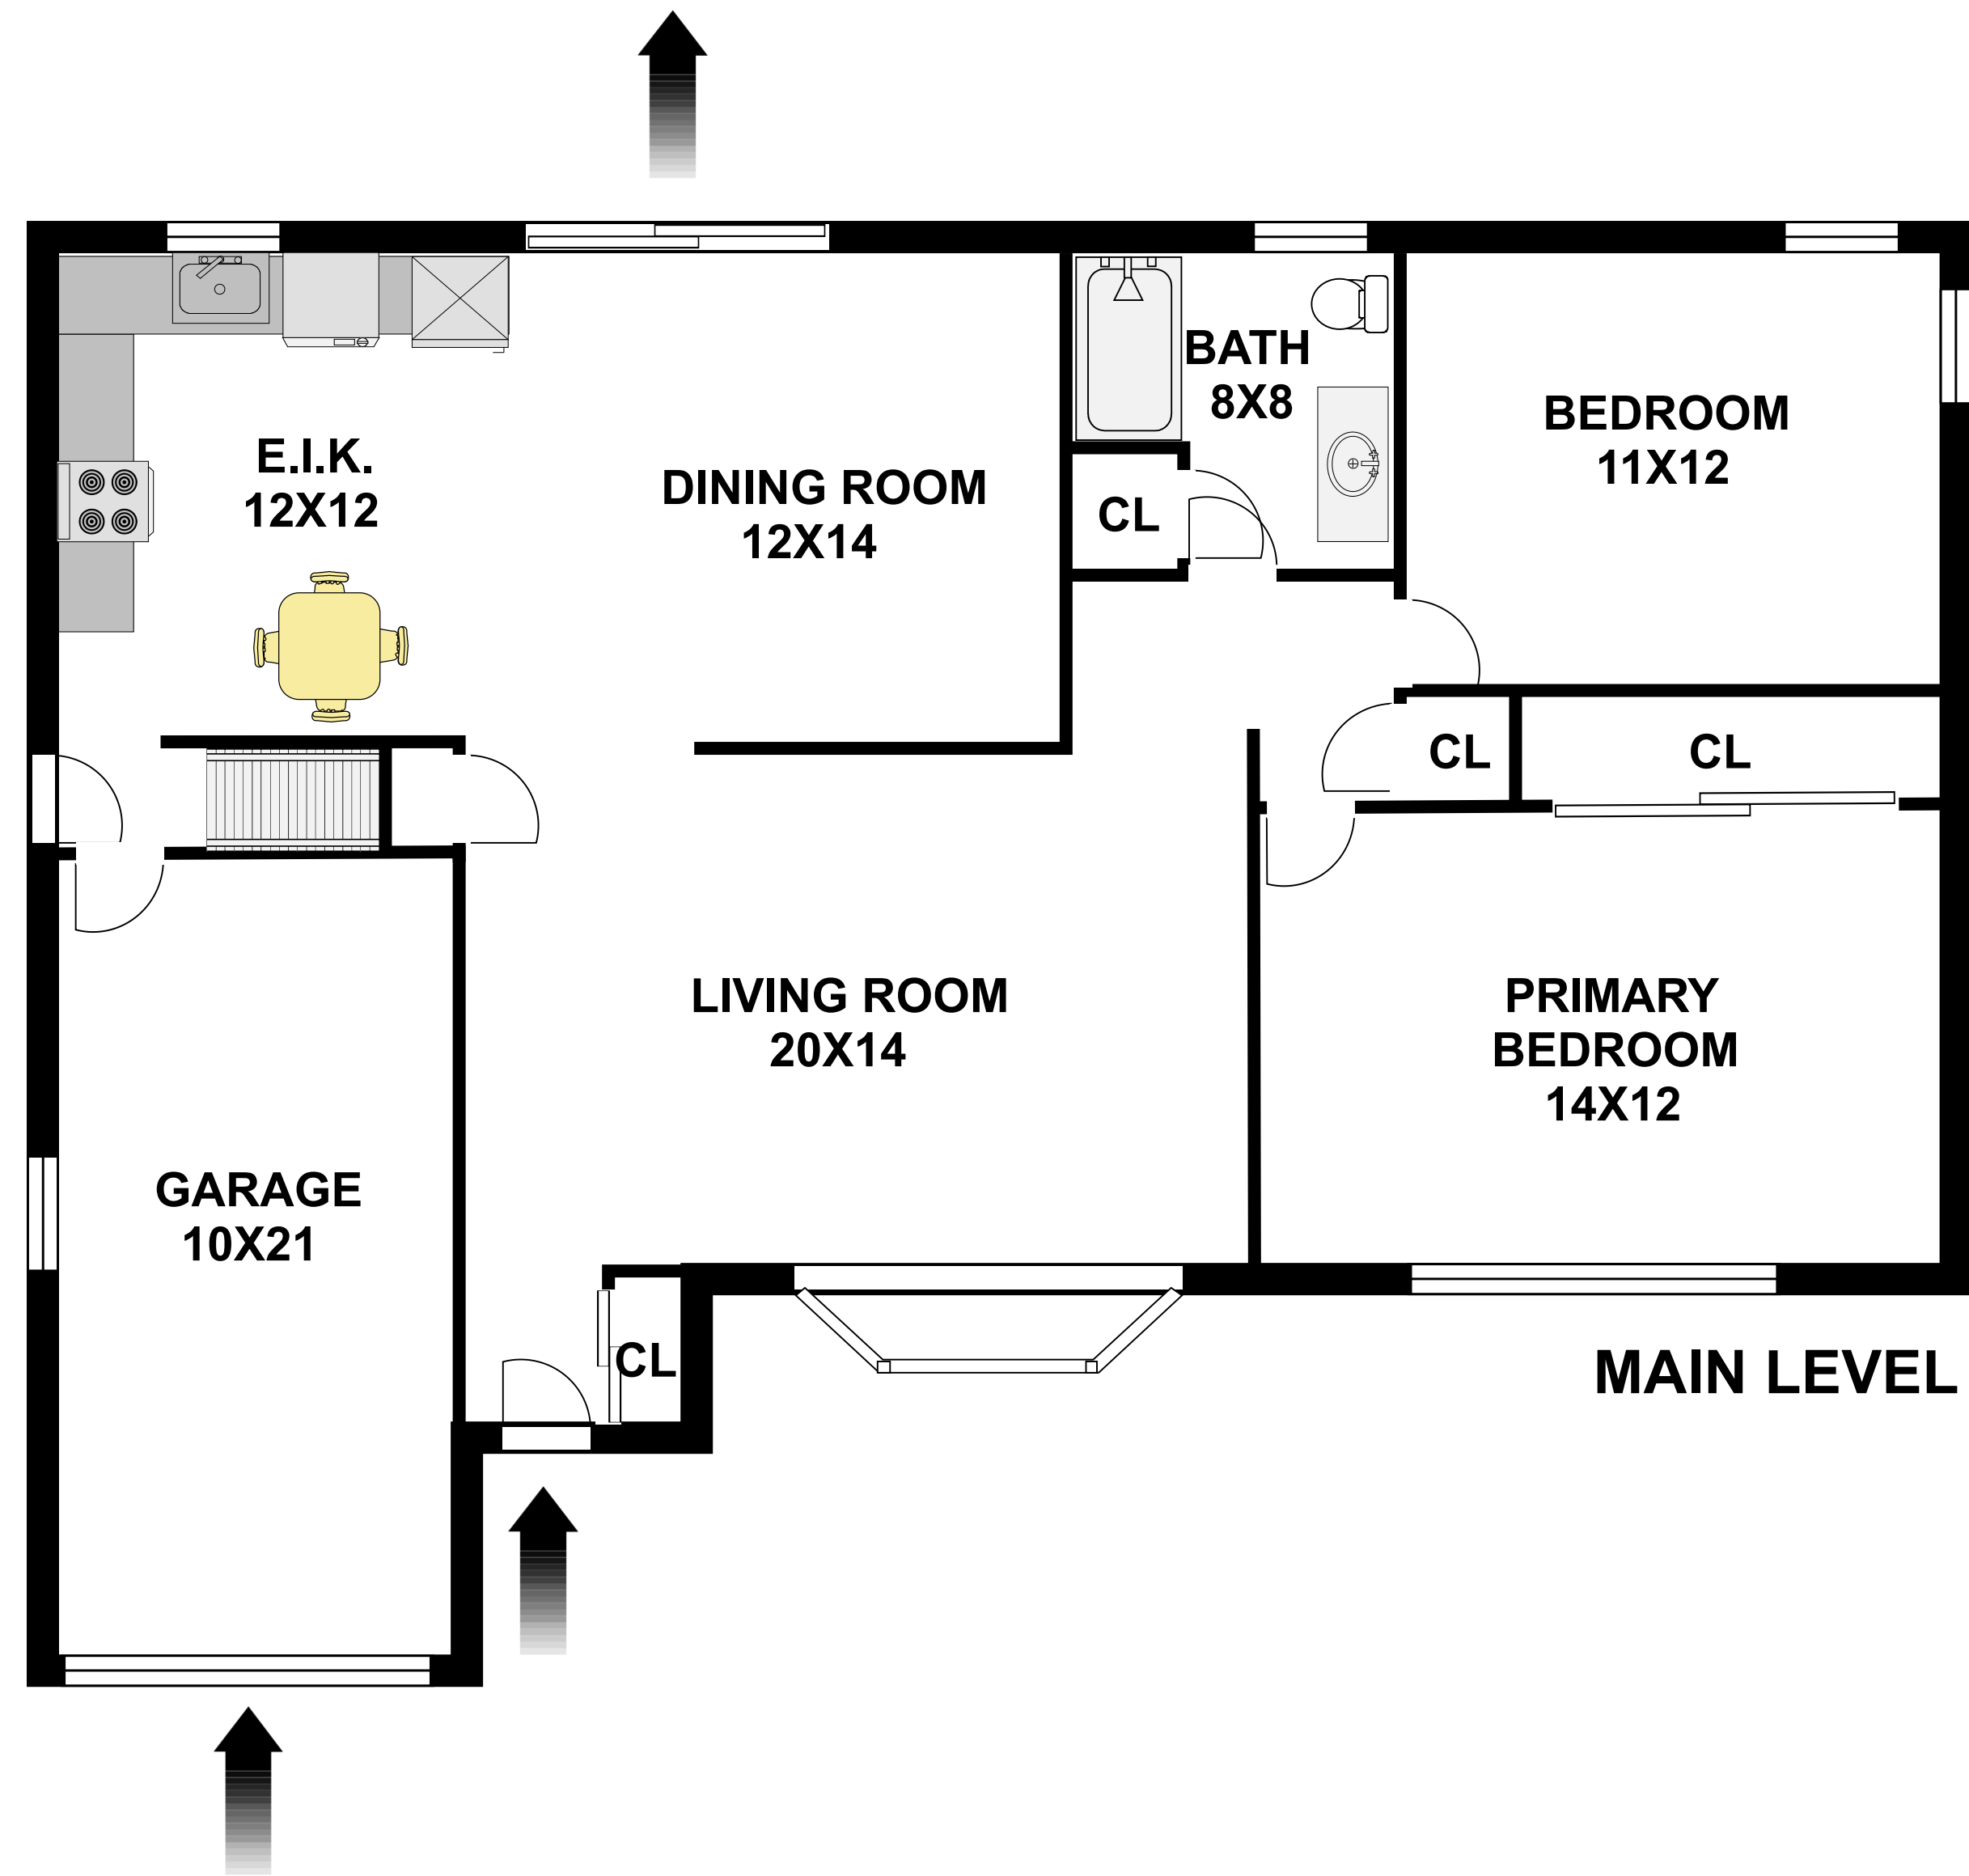 BATH
8X8
BEDROOM
11X12
E.I.K.
12X12
DINING ROOM
12X14
CL
CL
CL
LIVING ROOM
20X14
PRIMARY
BEDROOM
14X12
GARAGE
10X21
CL
MAIN LEVEL